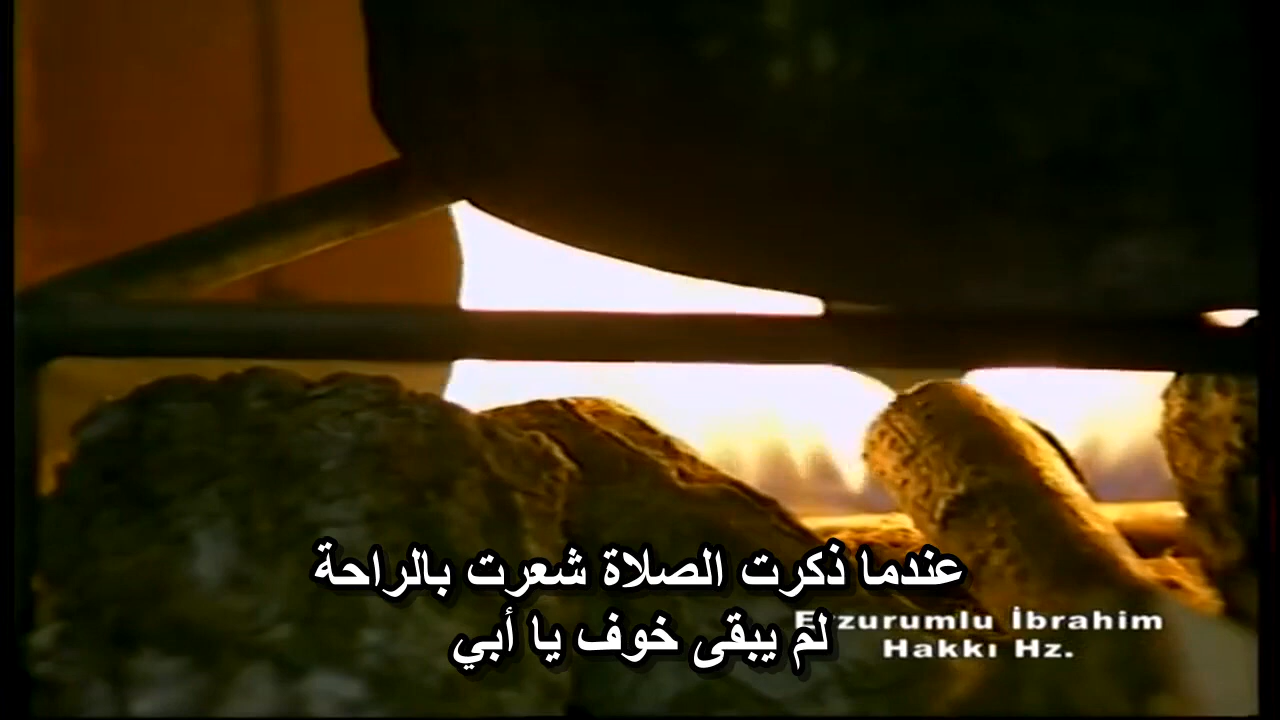 عندما ذكرت الصلاة شعرت بالراحة
لم يبقى خوف يا أبي
Erzurumlu İbrahim
Hakkı Hz.